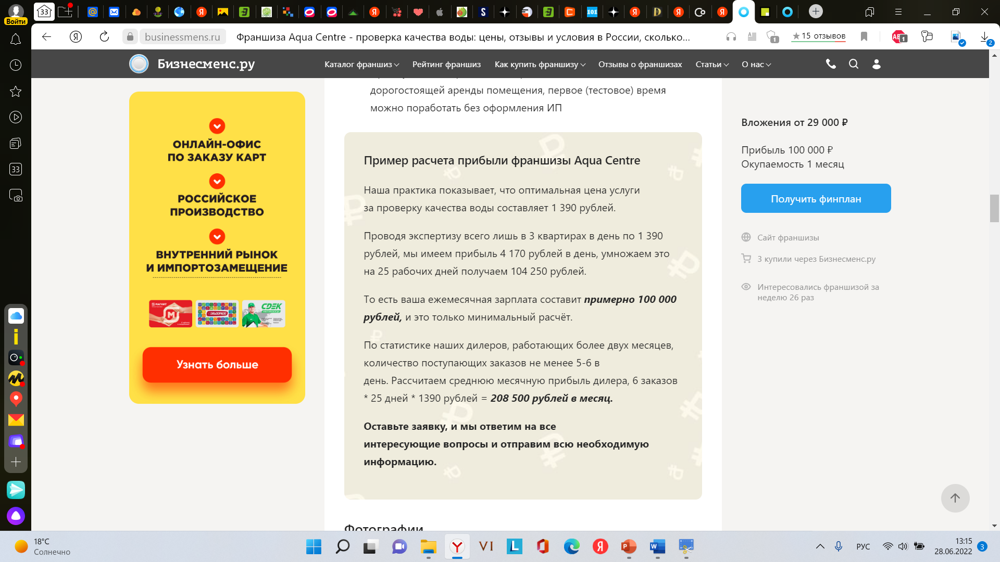 Войти
33
101
businessmens.ru
Франшиза Aqua Centre - проверка качества воды: цены, отзывы и условия в России, сколько...
1
★ 15 отзывов
1
2
Бизнесменс.ру
Каталог франшиз
Рейтинг франшиз
Как купить франшизу
Отзывы о франшизах
Статьи
О нас
33
ОНЛАЙН-ОФИС
ПО ЗАКАЗУ КАРТ
РОССИЙСКОЕ
ПРОИЗВОДСТВО
ВНУТРЕННИЙ РЫНОК
И ИМПОРТОЗАМЕЩЕНИЕ
МАГНИТ
ЭЛЬДОРАДО
CDEK
Узнать больше
дорогостоящей аренды помещения, первое (тестовое) время
можно поработать без оформления ИП
Пример расчета прибыли франшизы Aqua Centre
Наша практика показывает, что оптимальная цена услуги
за проверку качества воды составляет 1 390 рублей.
Проводя экспертизу всего лишь в 3 квартирах в день по 1 390
рублей, мы имеем прибыль 4 170 рублей в день, умножаем это
на 25 рабочих дней получаем 104 250 рублей.
То есть ваша ежемесячная зарплата составит примерно 100 000
рублей, и это только минимальный расчёт.
По статистике наших дилеров, работающих более двух месяцев,
количество поступающих заказов не менее 5-6 в
день. Рассчитаем среднюю месячную прибыль дилера, 6 заказов
* 25 дней * 1390 рублей = 208 500 рублей в месяц.
Оставьте заявку, и мы ответим на все
интересующие вопросы и отправим всю необходимую
информацию.
Фотографии
Вложения от 29 000 ₽
Прибыль 100 000 ₽
Окупаемость 1 месяц
Получить финплан
Сайт франшизы
3 купили через Бизнесменс.ру
Интересовались франшизой за
неделю 26 раз
18°C
Солнечно
VI
РУС
13:15
28.06.2022
3